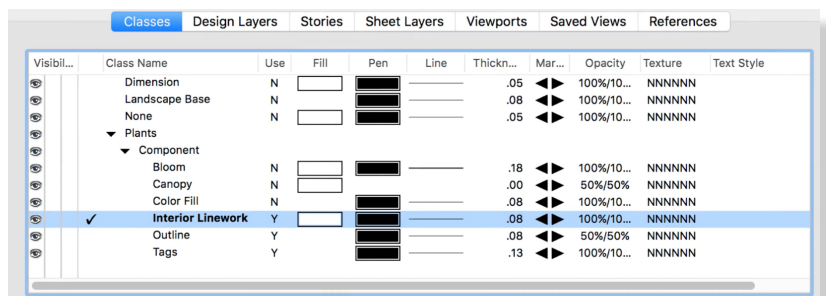 Classes Design Layers Stories Sheet Layers Viewports Saved Views References
Visibil... Class Name Use Fill Pen Line Thickn... Mar... Opacity Texture Text Style
Dimension N .05 100%/10... NNNNNN
Landscape Base N .08 100%/10... NNNNNN
None N .05 100%/10... NNNNNN
Plants
Component
Bloom N .18 100%/10... NNNNNN
Canopy N .00 50%/50% NNNNNN
Color Fill N .08 100%/10... NNNNNN
Interior Linework Y .08 100%/10... NNNNNN
Outline Y .08 50%/50% NNNNNN
Tags Y .13 100%/10... NNNNNN